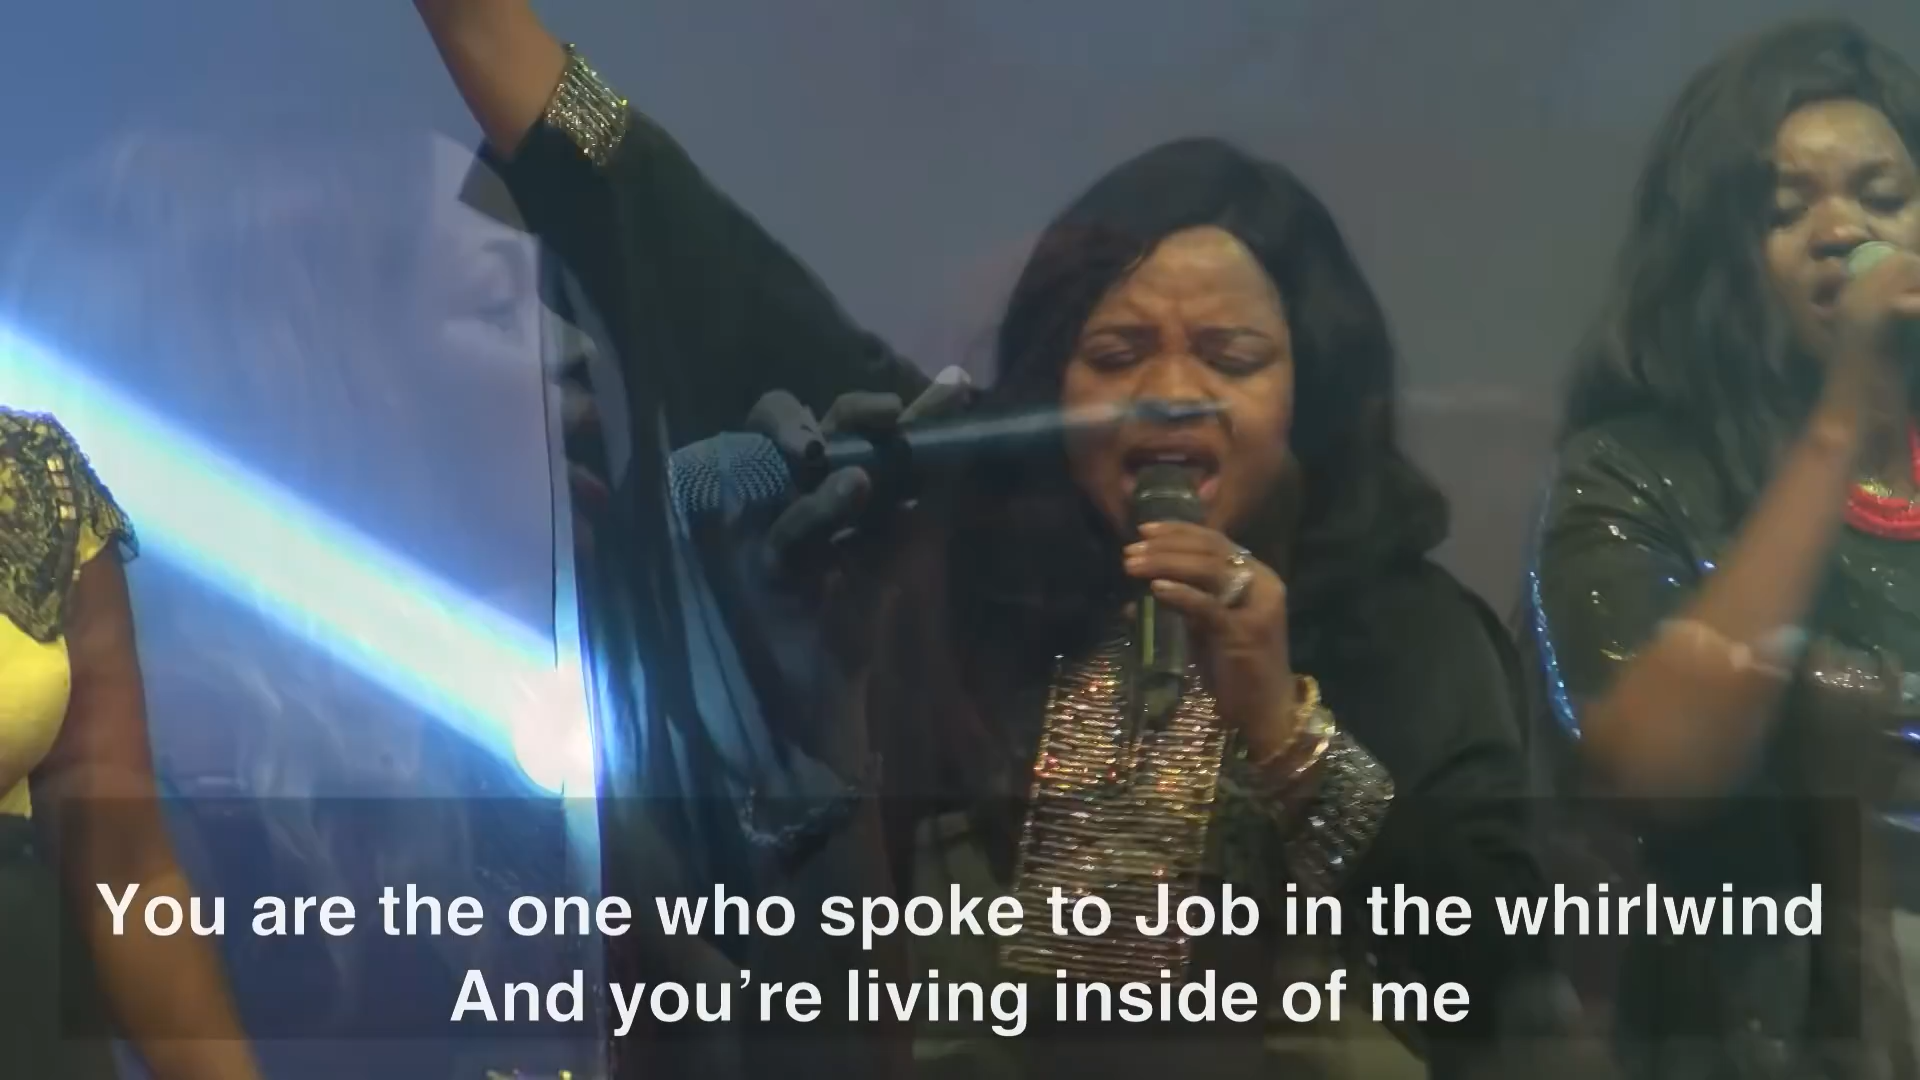 You are the one who spoke to Job in the whirlwind
And you’re living inside of me